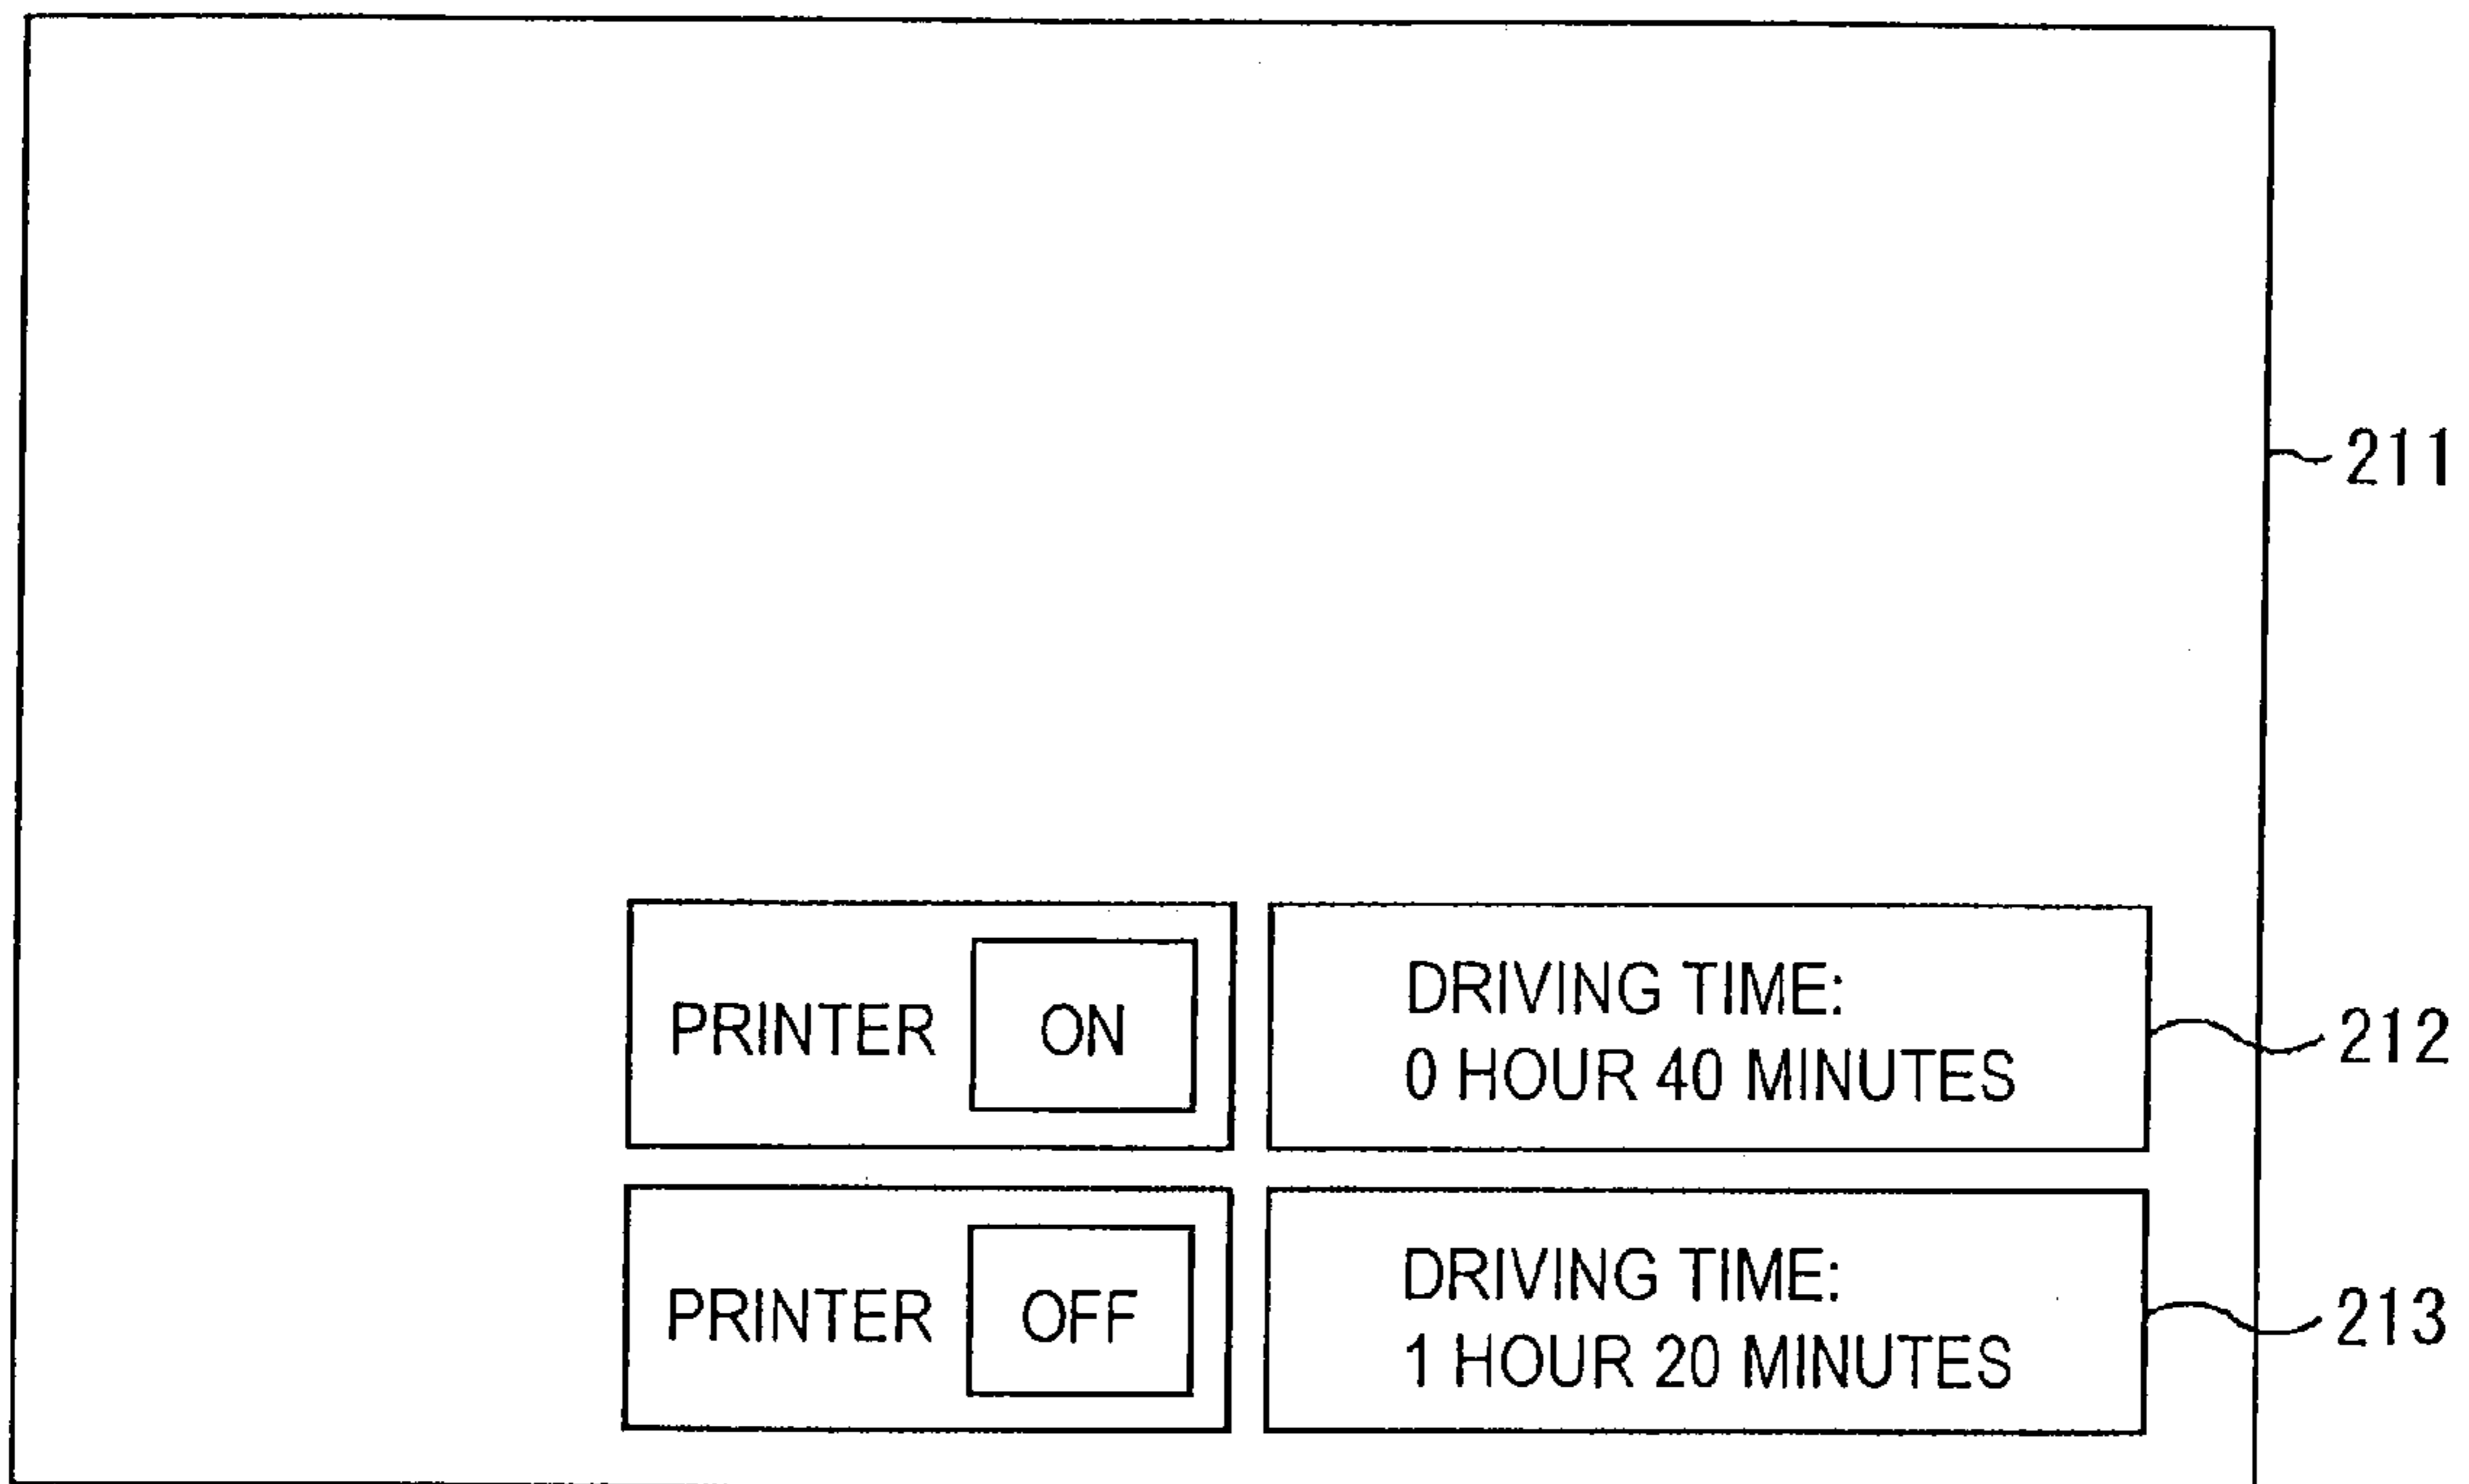 211
PRINTER ON
DRIVING TIME:
0 HOUR 40 MINUTES
212
PRINTER OFF
DRIVING TIME:
1 HOUR 20 MINUTES
213